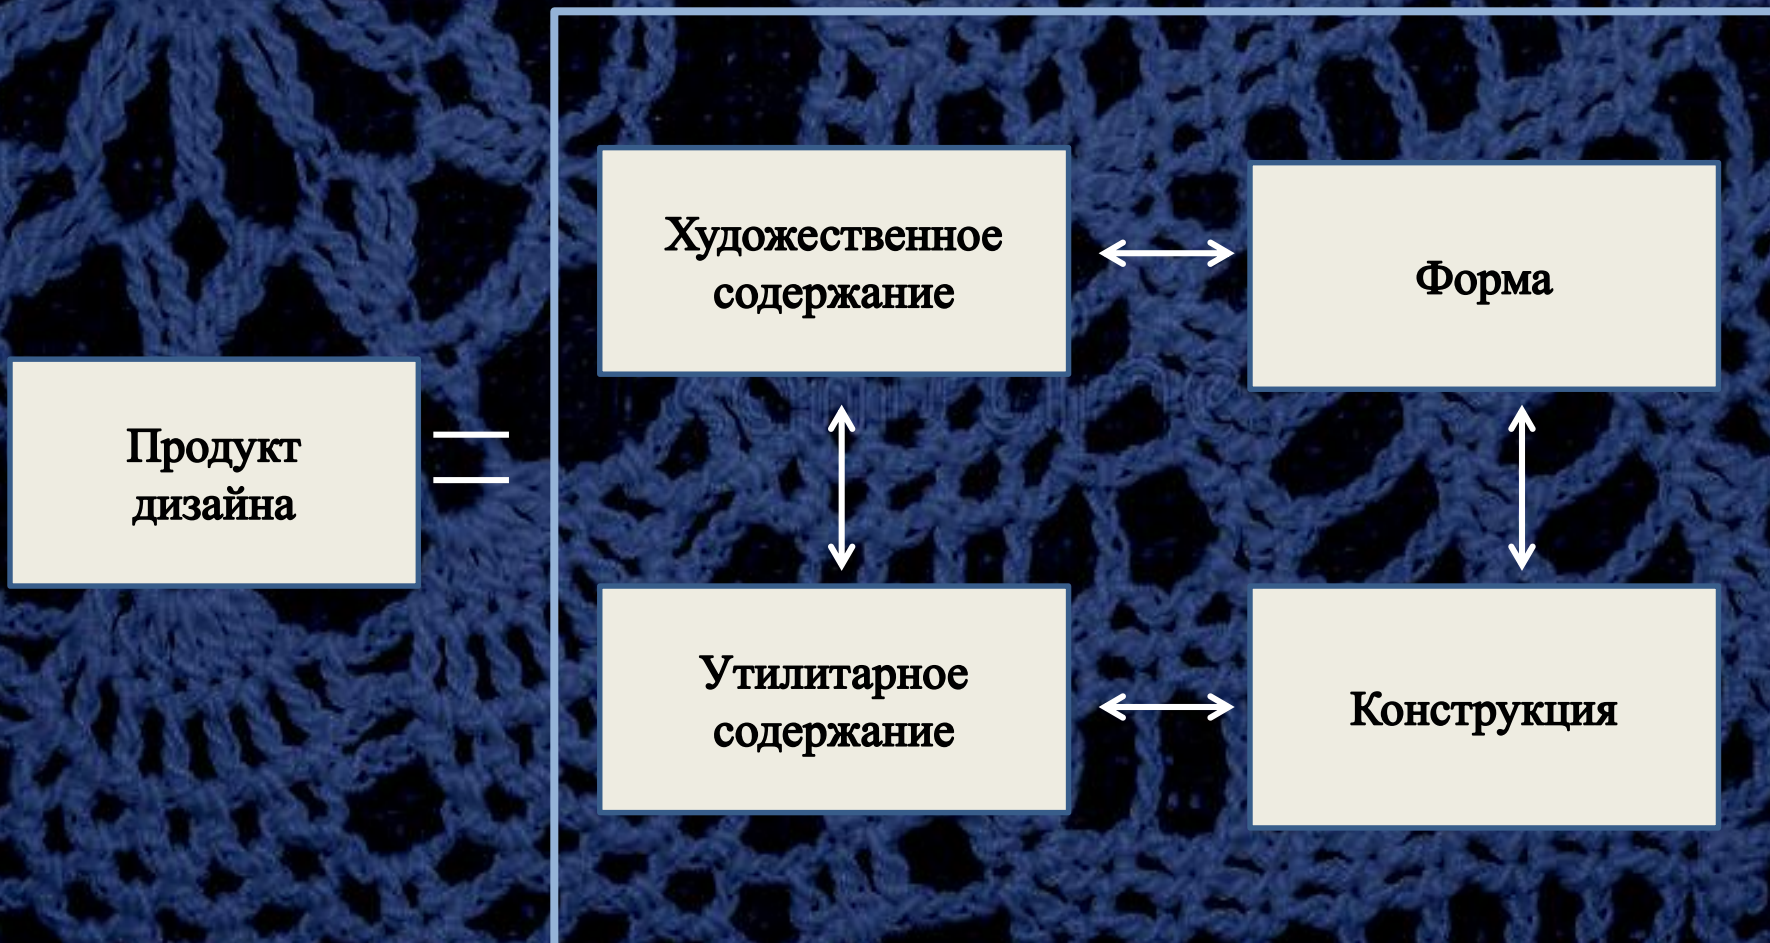 Художественное
содержание
Форма
Продукт
дизайна
Утилитарное
содержание
Конструкция